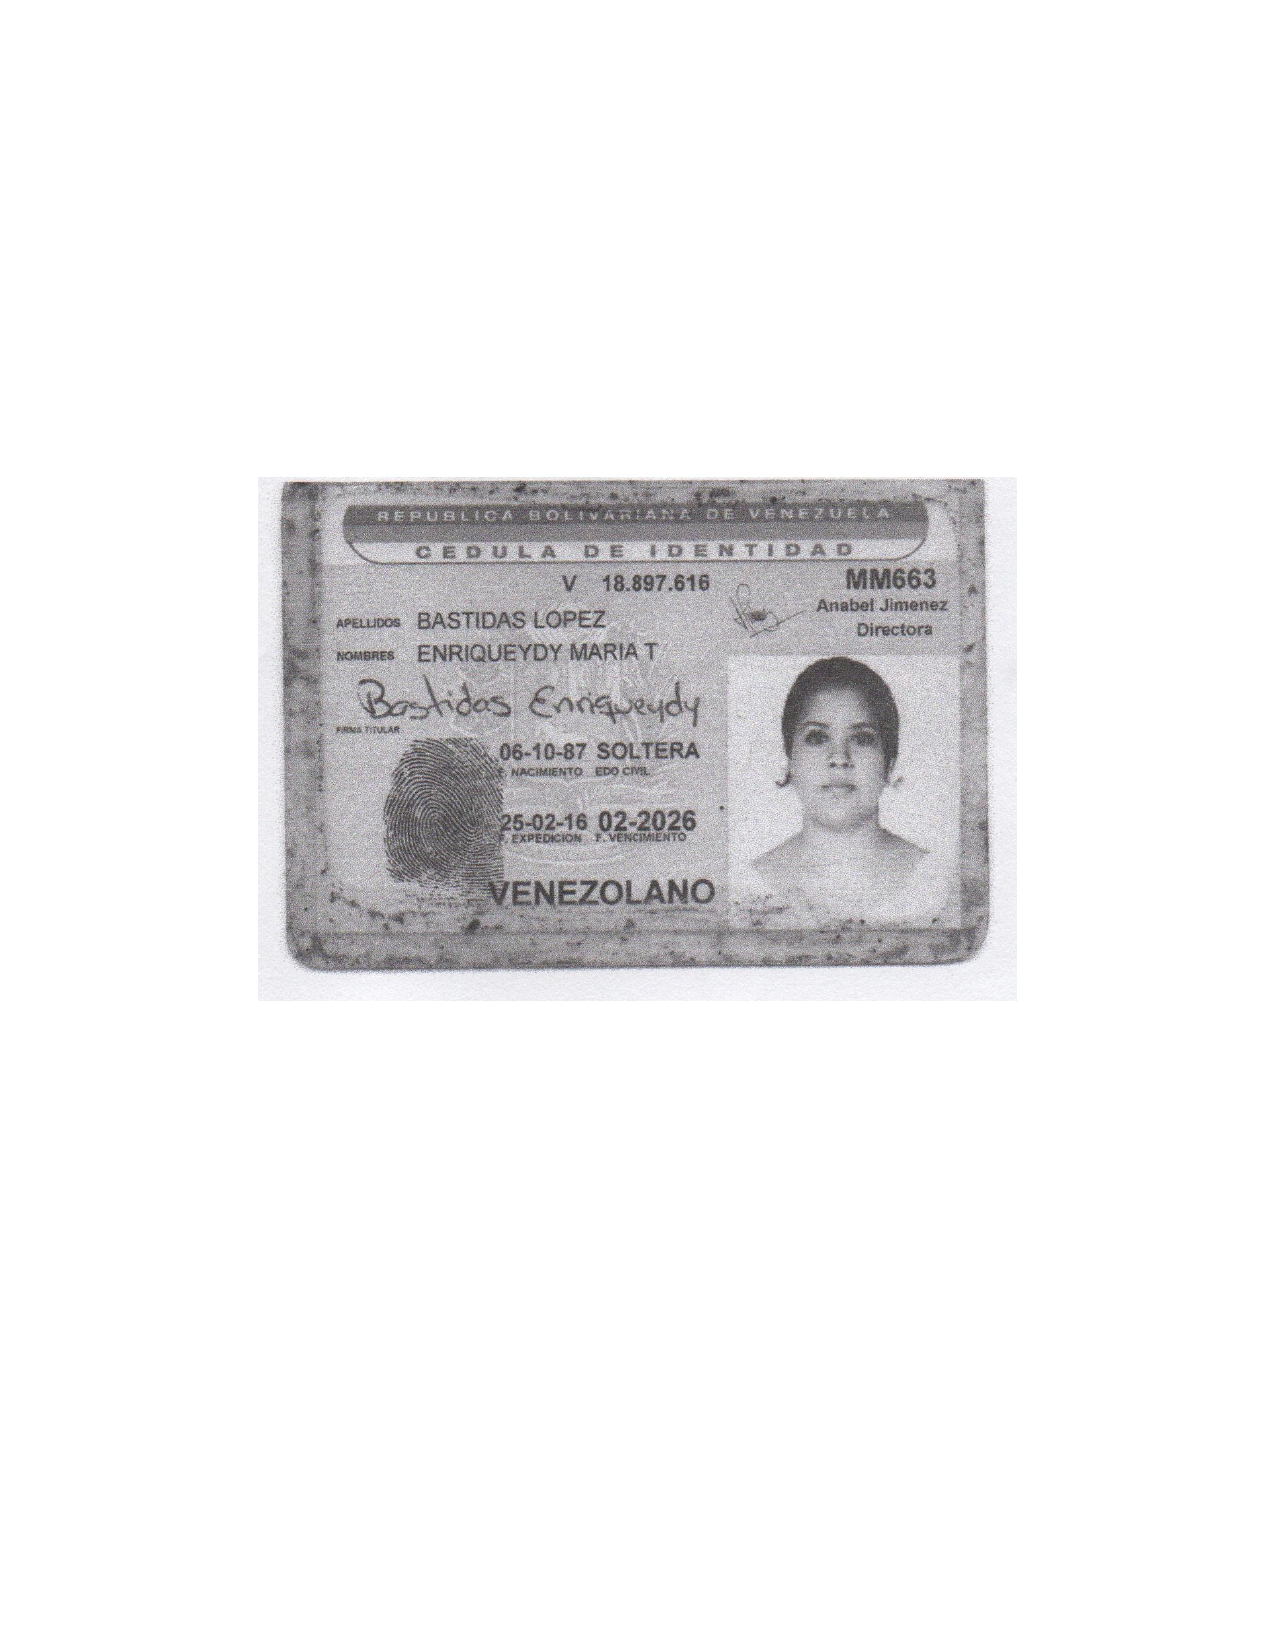 REPUBLICA BOLIVARIANA DE VENEZUELA
CEDULA DE IDENTIDAD
V 18.897.616
MM663
Anabel Jimenez
Directora
APELLIDOS BASTIDAS LOPEZ
NOMBRES ENRIQUEYDY MARIA T
Bastidas Enriqueydy
FIRMA TITULAR
06-10-87 SOLTERA
F. NACIMIENTO EDO CIVIL
25-02-16 02-2026
F. EXPEDICION F. VENCIMIENTO
VENEZOLANO